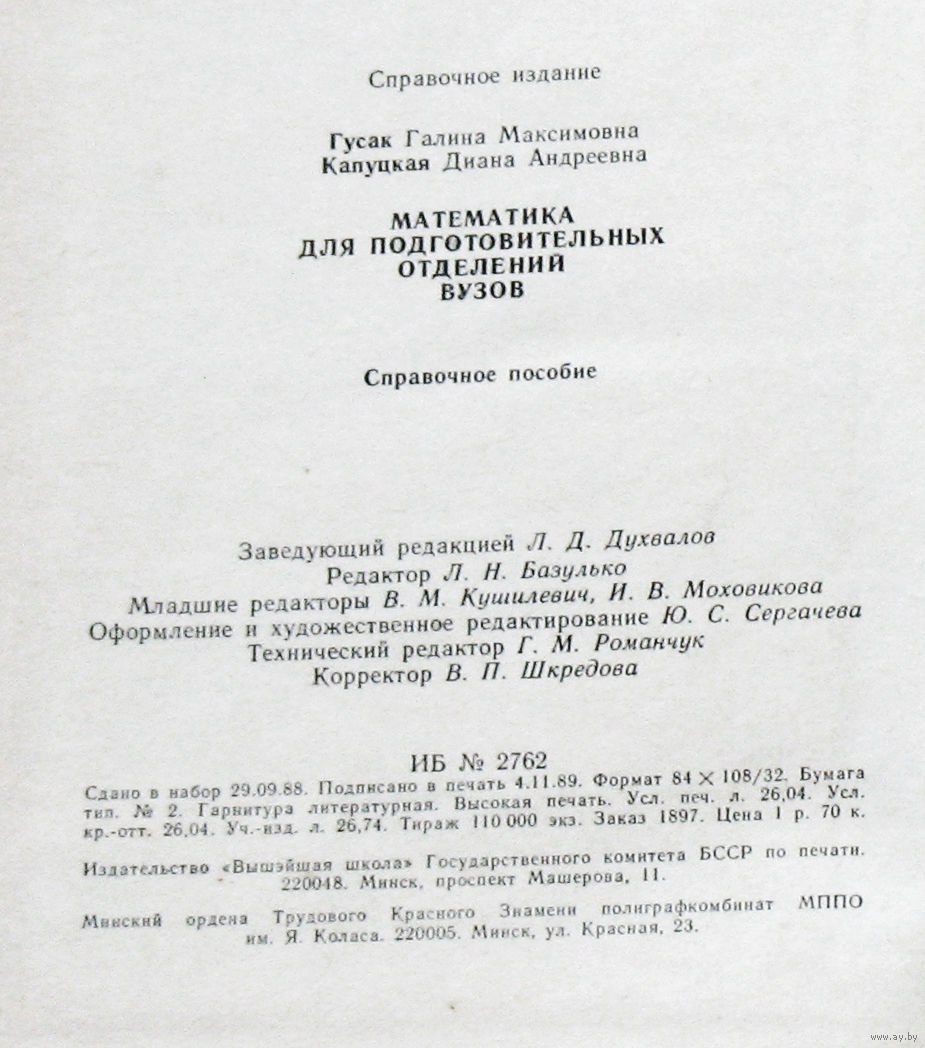 Справочное издание
Гусак Галина Максимовна
Капуцкая Диана Андреевна
МАТЕМАТИКА
ДЛЯ ПОДГОТОВИТЕЛЬНЫХ
ОТДЕЛЕНИЙ
ВУЗОВ
Справочное пособие
Заведующий редакцией Л. Д. Духвалов
Редактор Л. Н. Базулько
Младшие редакторы В. М. Кушилевич, И. В. Моховикова
Оформление и художественное редактирование Ю. С. Сергачева
Технический редактор Г. М. Романчук
Корректор В. П. Шкредова
ИБ № 2762
Сдано в набор 29.09.88. Подписано в печать 4.11.89. Формат 84 × 108/32. Бумага
тип. № 2. Гарнитура литературная. Высокая печать. Усл. печ. л. 26,04. Усл.
кр.-отт. 26,04. Уч.-изд. л. 26,74. Тираж 110 000 экз. Заказ 1897. Цена 1 р. 70 к.
Издательство «Вышэйшая школа» Государственного комитета БССР по печати.
220048. Минск, проспект Машерова, 11.
Минский ордена Трудового Красного Знамени полиграфкомбинат МППО
им. Я. Коласа. 220005. Минск, ул. Красная, 23.
www.ay.by